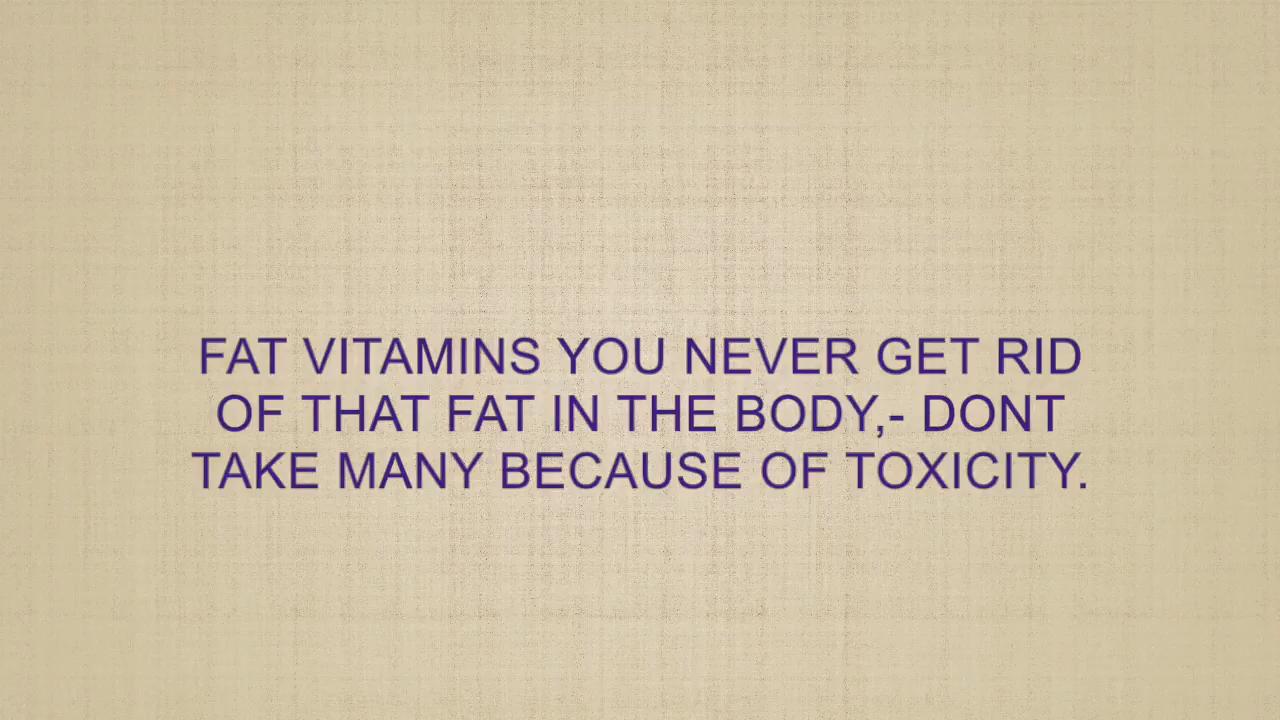 FAT VITAMINS YOU NEVER GET RID
OF THAT FAT IN THE BODY,- DONT
TAKE MANY BECAUSE OF TOXICITY.